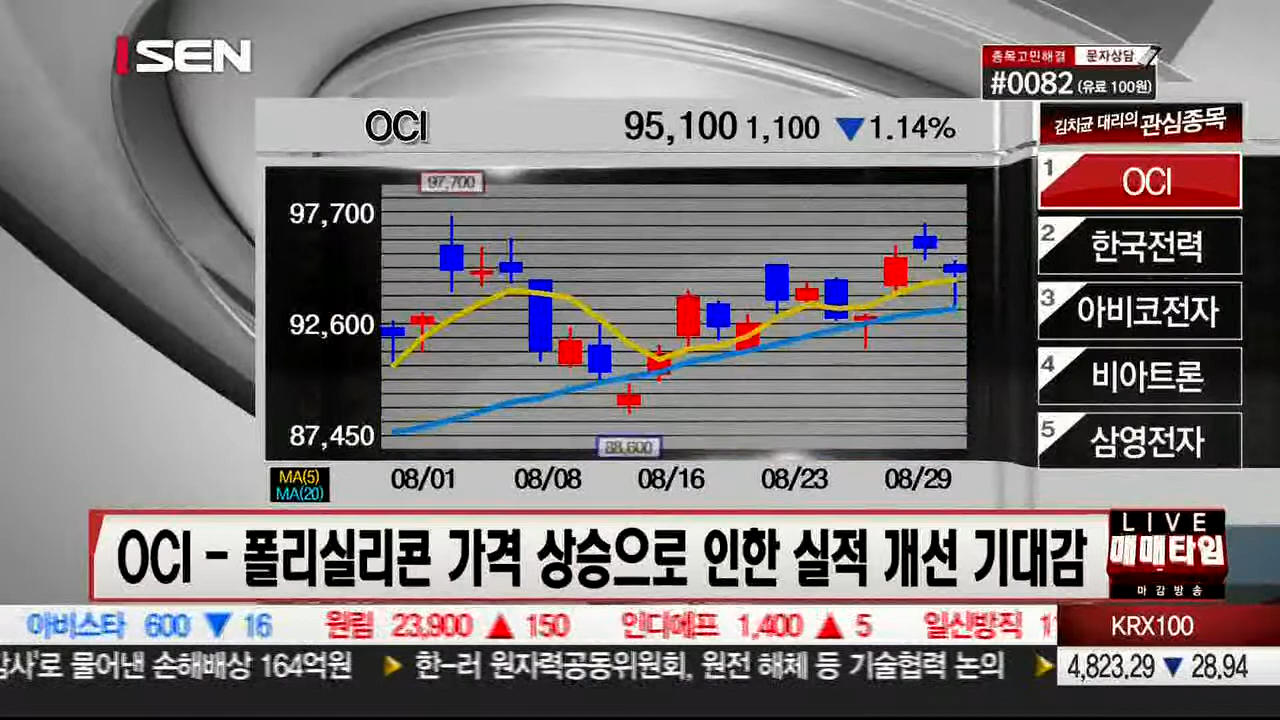 SEN
종목고민해결 문자상담
#0082 (유료 100원)
OCI 95,100 1,100 ▼1.14%
김치균 대리의 관심종목
1 OCI
2 한국전력
3 아비코전자
4 비아트론
5 삼영전자
97,700
97,700
92,600
87,450
88,600
08/01 08/08 08/16 08/23 08/29
MA(5)
MA(20)
OCI - 폴리실리콘 가격 상승으로 인한 실적 개선 기대감
LIVE
매매타임
마감방송
아비스타 600 ▼ 16 원림 23,900 ▲ 150 인디에프 1,400 ▲ 5 일신방직
KRX100
감사'로 물어낸 손해배상 164억원 ▶ 한-러 원자력공동위원회, 원전 해체 등 기술협력 논의 ▶
4,823.29 ▼ 28.94